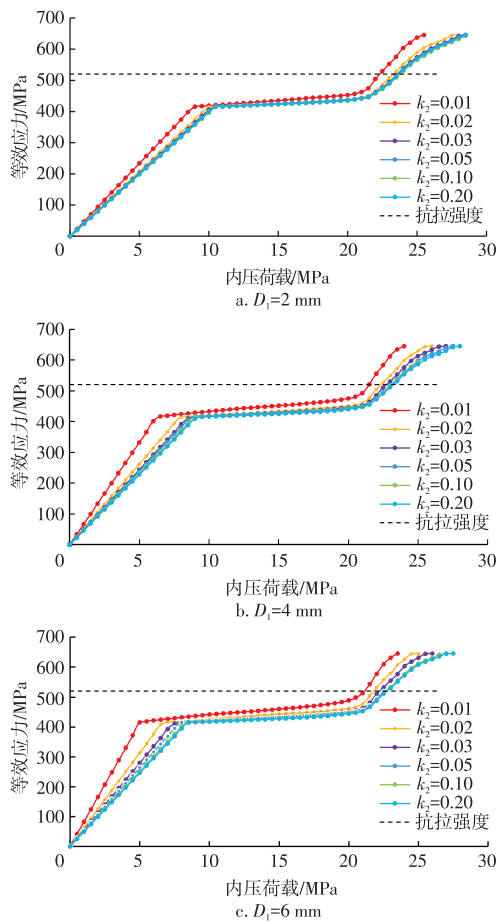 700
600
500
400
300
200
100
0
5
10
15
20
25
30
等效应力/MPa
k₂=0.01
k₂=0.02
k₂=0.03
k₂=0.05
k₂=0.10
k₂=0.20
抗拉强度
内压荷载/MPa
a. D₁=2 mm
700
600
500
400
300
200
100
0
5
10
15
20
25
30
等效应力/MPa
k₂=0.01
k₂=0.02
k₂=0.03
k₂=0.05
k₂=0.10
k₂=0.20
抗拉强度
内压荷载/MPa
b. D₁=4 mm
700
600
500
400
300
200
100
0
5
10
15
20
25
30
等效应力/MPa
k₂=0.01
k₂=0.02
k₂=0.03
k₂=0.05
k₂=0.10
k₂=0.20
抗拉强度
内压荷载/MPa
c. D₁=6 mm